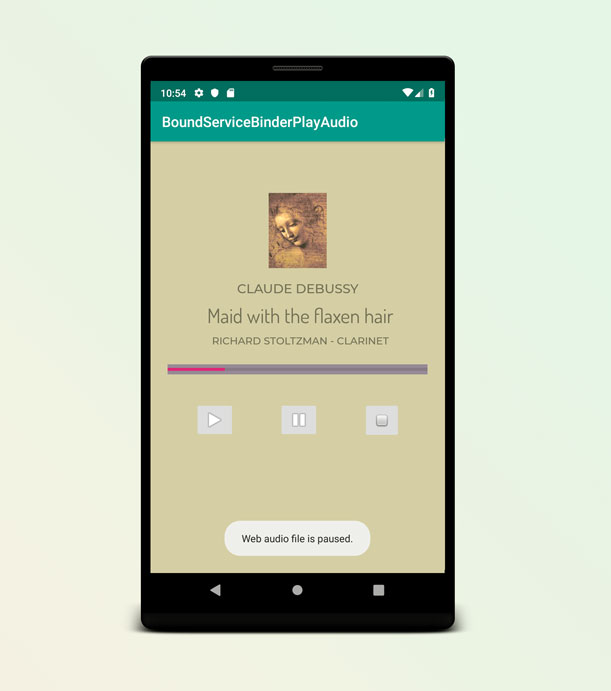 10:54
BoundServiceBinderPlayAudio
CLAUDE DEBUSSY
Maid with the flaxen hair
RICHARD STOLTZMAN - CLARINET
Web audio file is paused.